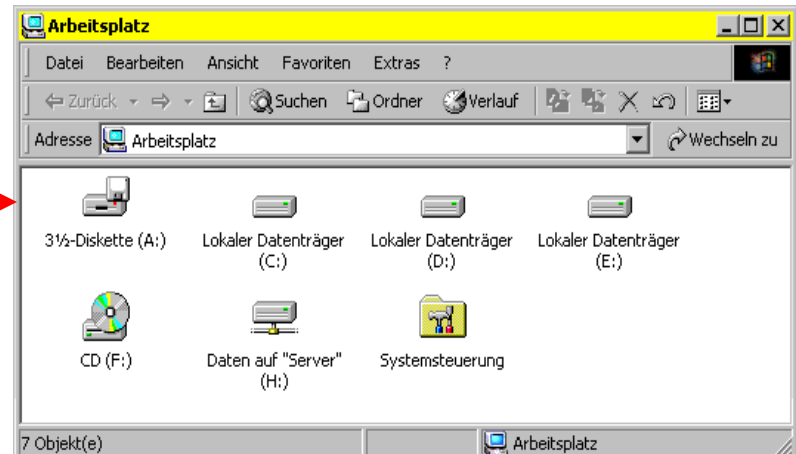 Arbeitsplatz
Datei Bearbeiten Ansicht Favoriten Extras ?
Zurück Suchen Ordner Verlauf
Adresse Arbeitsplatz Wechseln zu
3½-Diskette (A:) Lokaler Datenträger Lokaler Datenträger Lokaler Datenträger
(C:) (D:) (E:)
CD (F:) Daten auf "Server" Systemsteuerung
(H:)
7 Objekt(e) Arbeitsplatz